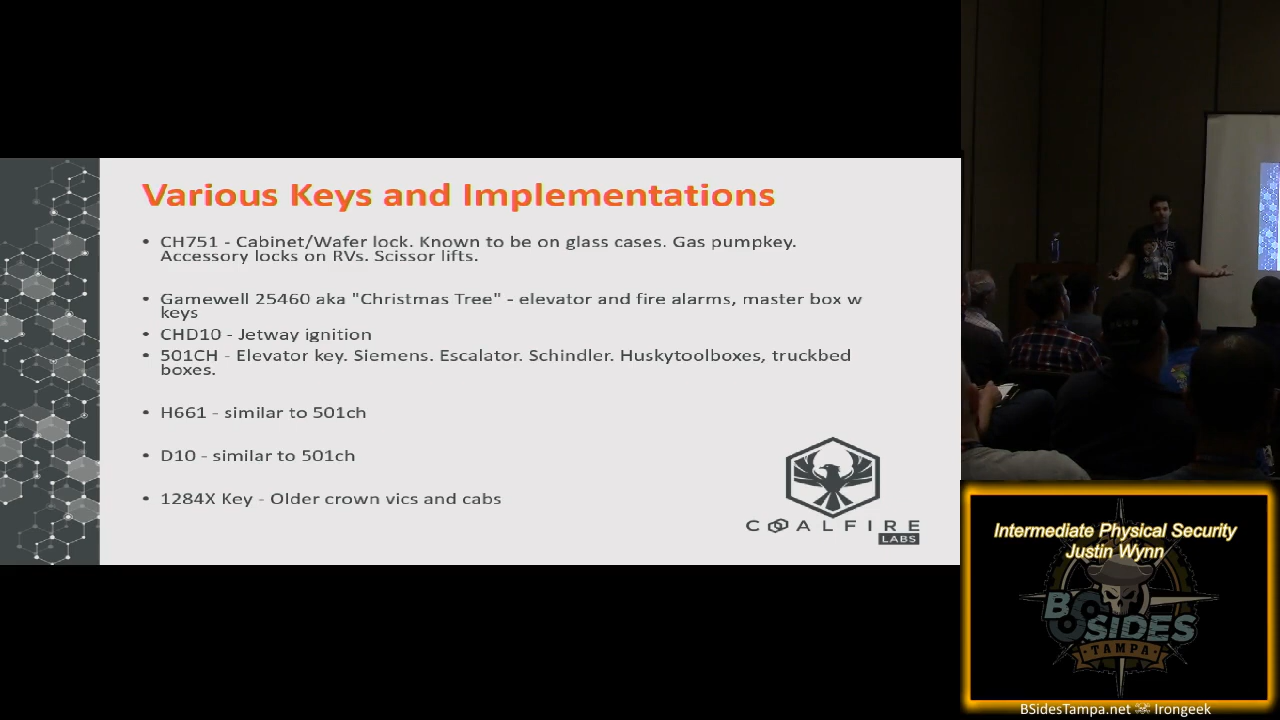 Various Keys and Implementations
• CH751 - Cabinet/Wafer lock. Known to be on glass cases. Gas pumpkey.
Accessory locks on RVs. Scissor lifts.
• Gamewell 25460 aka "Christmas Tree" - elevator and fire alarms, master box w
keys
• CHD10 - Jetway ignition
• 501CH - Elevator key. Siemens. Escalator. Schindler. Huskytoolboxes, truckbed
boxes.
• H661 - similar to 501ch
• D10 - similar to 501ch
• 1284X Key - Older crown vics and cabs
COALFIRE
LABS
Intermediate Physical Security
Justin Wynn
BSIDES
TAMPA
BSidesTampa.net Irongeek